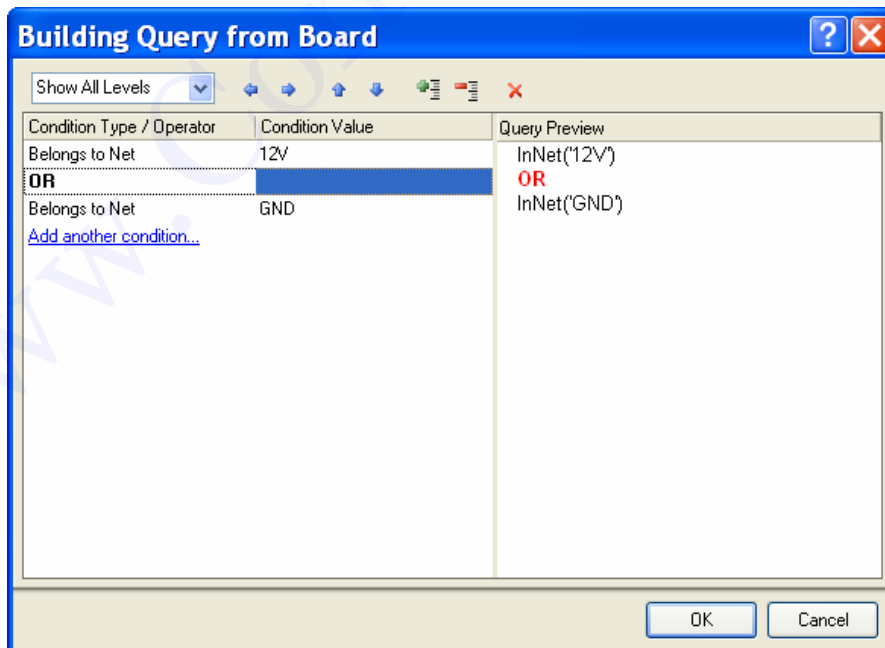 Building Query from Board
Show All Levels
Condition Type / Operator Condition Value Query Preview
Belongs to Net 12V InNet('12V')
OR OR
Belongs to Net GND InNet('GND')
Add another condition...
OK Cancel